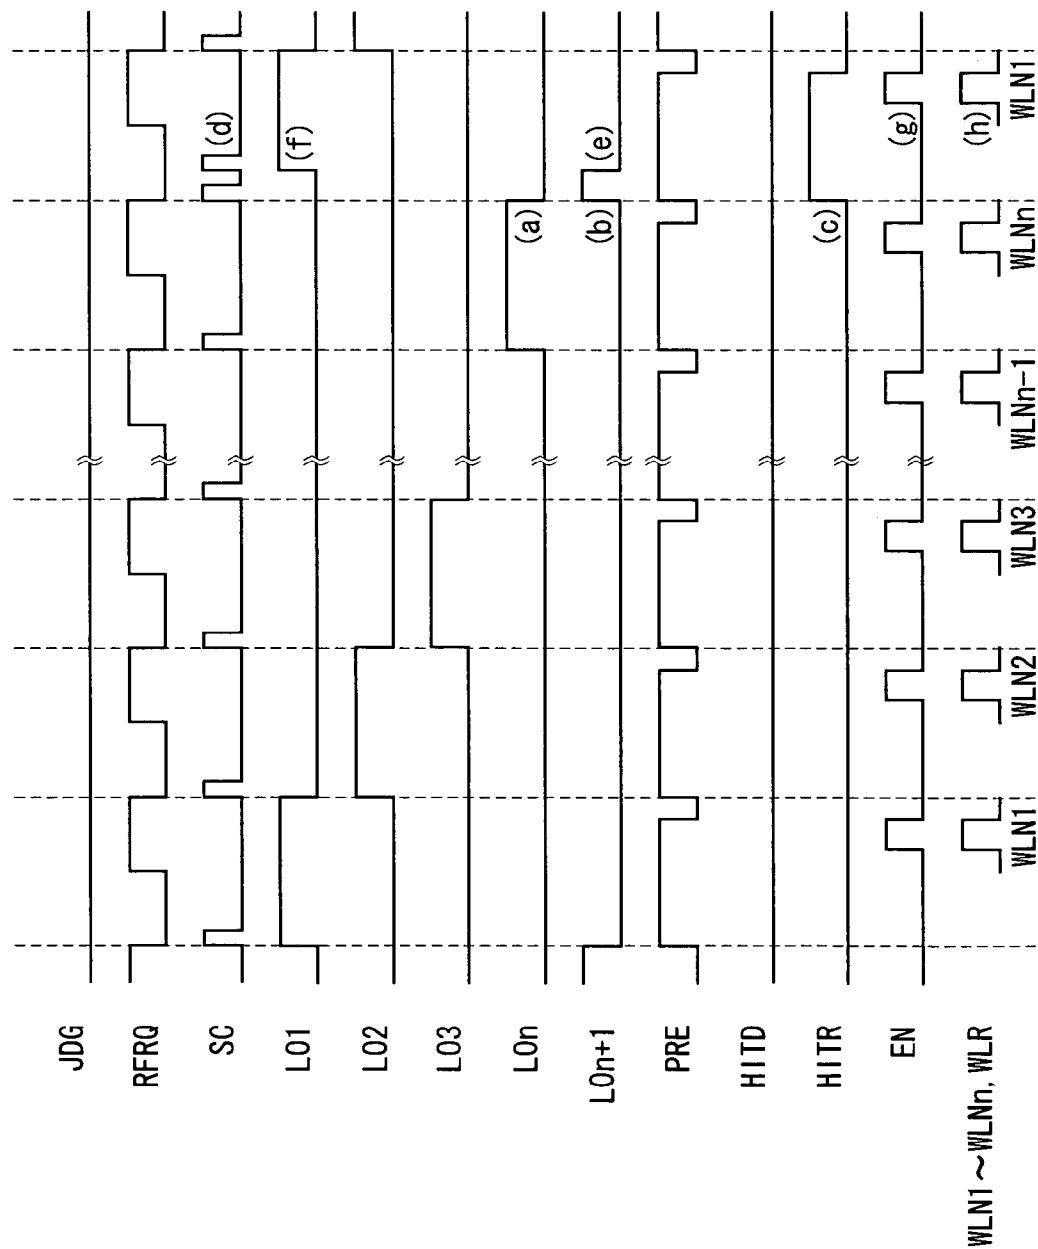 JDG
RFRQ
SC
(d)
LO1
(f)
LO2
LO3
LOn
(a)
LOn+1
(b)
(e)
PRE
HITD
HITR
(c)
EN
(g)
WLN1~WLNn, WLR
(h)
WLN1
WLN2
WLN3
WLNn-1
WLNn
WLN1